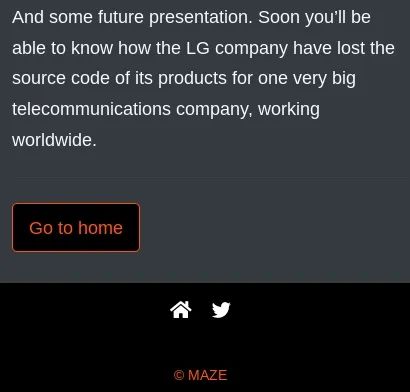 And some future presentation. Soon you’ll be
able to know how the LG company have lost the
source code of its products for one very big
telecommunications company, working
worldwide.
Go to home
© MAZE